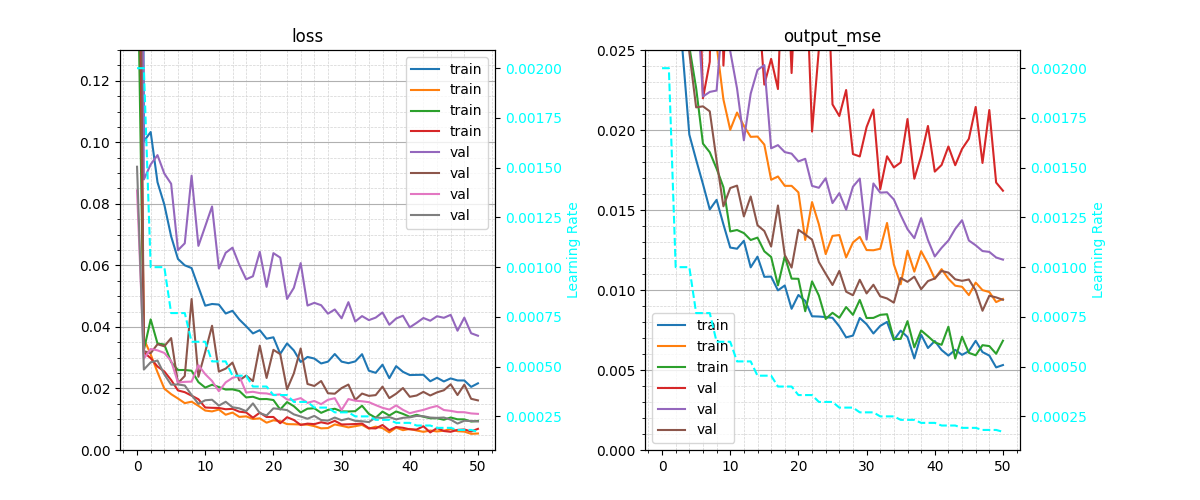 loss
0.12
0.10
0.08
0.06
0.04
0.02
0.00
0
10
20
30
40
50
train
train
train
train
val
val
val
val
0.00200
0.00175
0.00150
0.00125
0.00100
0.00075
0.00050
0.00025
Learning Rate
output_mse
0.025
0.020
0.015
0.010
0.005
0.000
0
10
20
30
40
50
train
train
train
val
val
val
0.00200
0.00175
0.00150
0.00125
0.00100
0.00075
0.00050
0.00025
Learning Rate